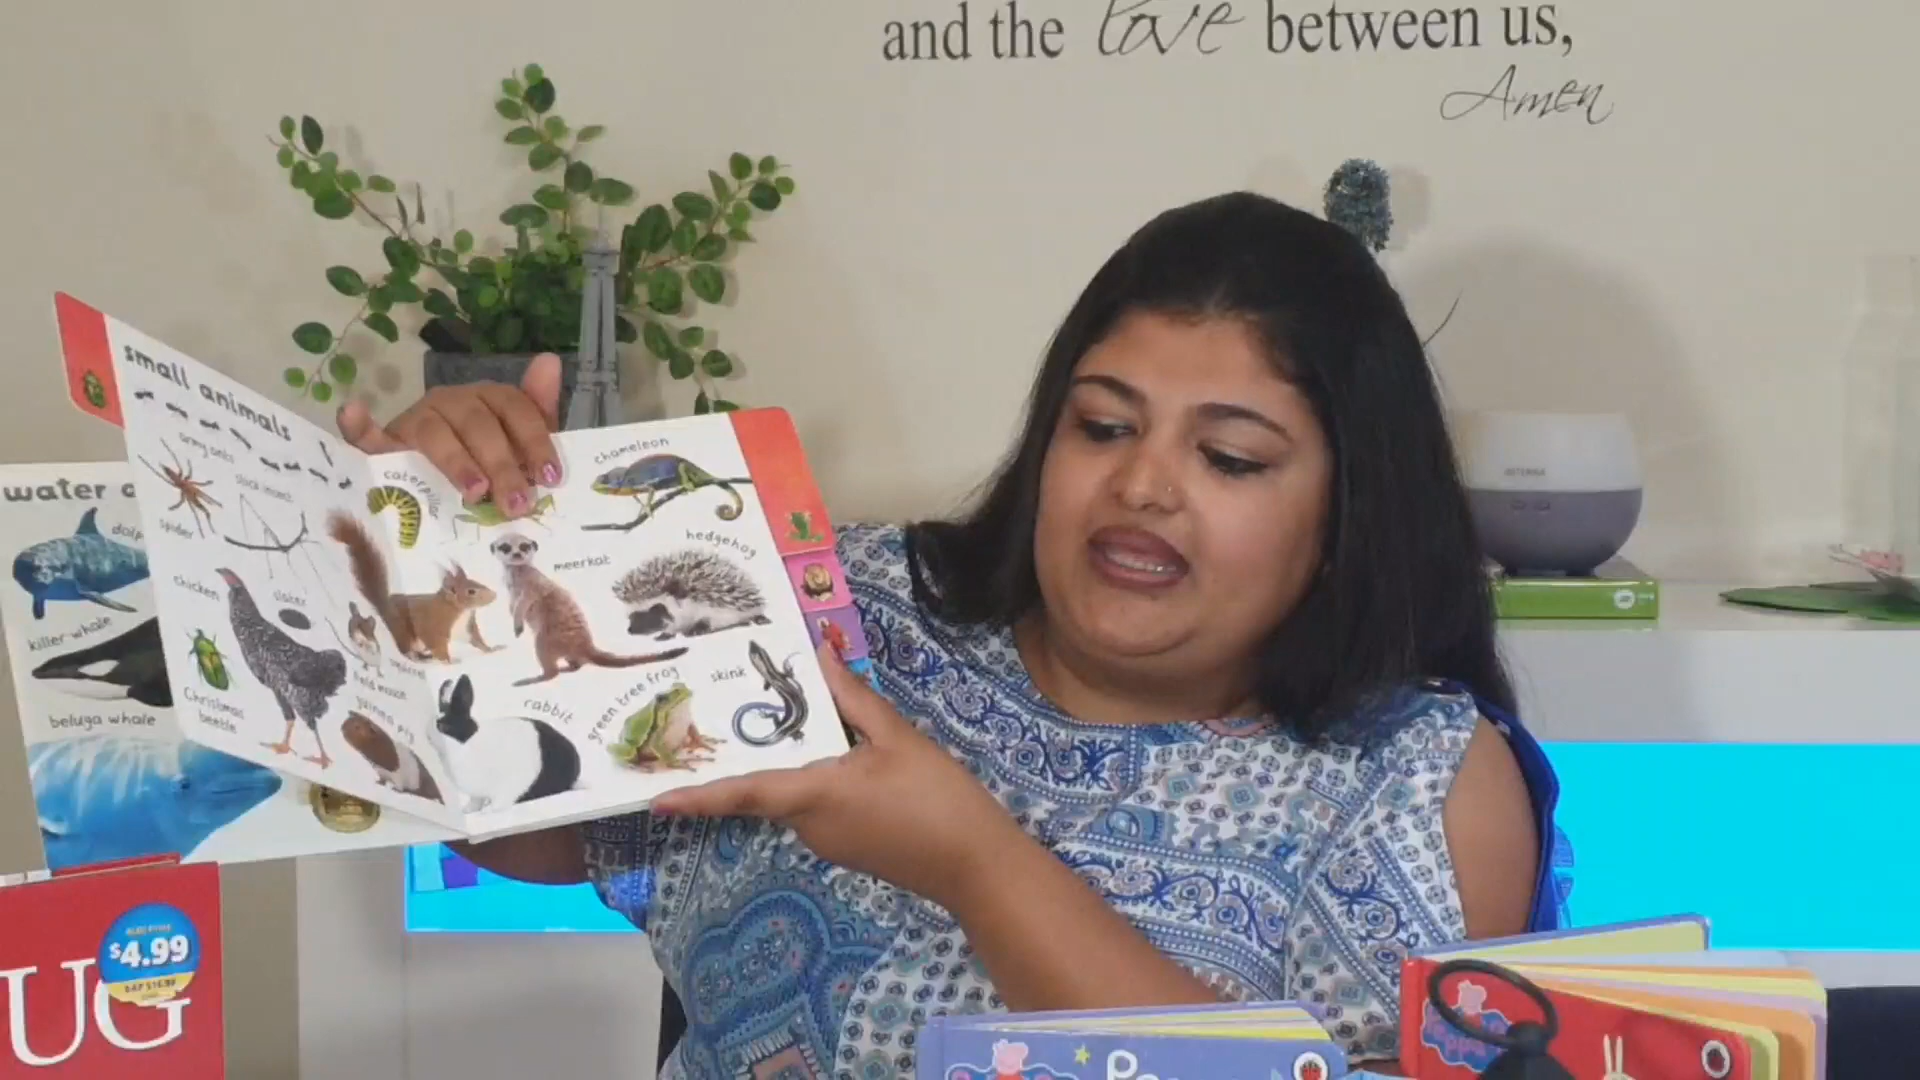 and the love between us,
Amen
small animals
army ants
stick insect
spider
chicken
slater
squirrel
field mouse
Christmas
beetle
guinea pig
caterpillar
chameleon
meerkat
hedgehog
rabbit
green tree frog
skink
water
dolp
killer whale
beluga whale
$4.99
UG